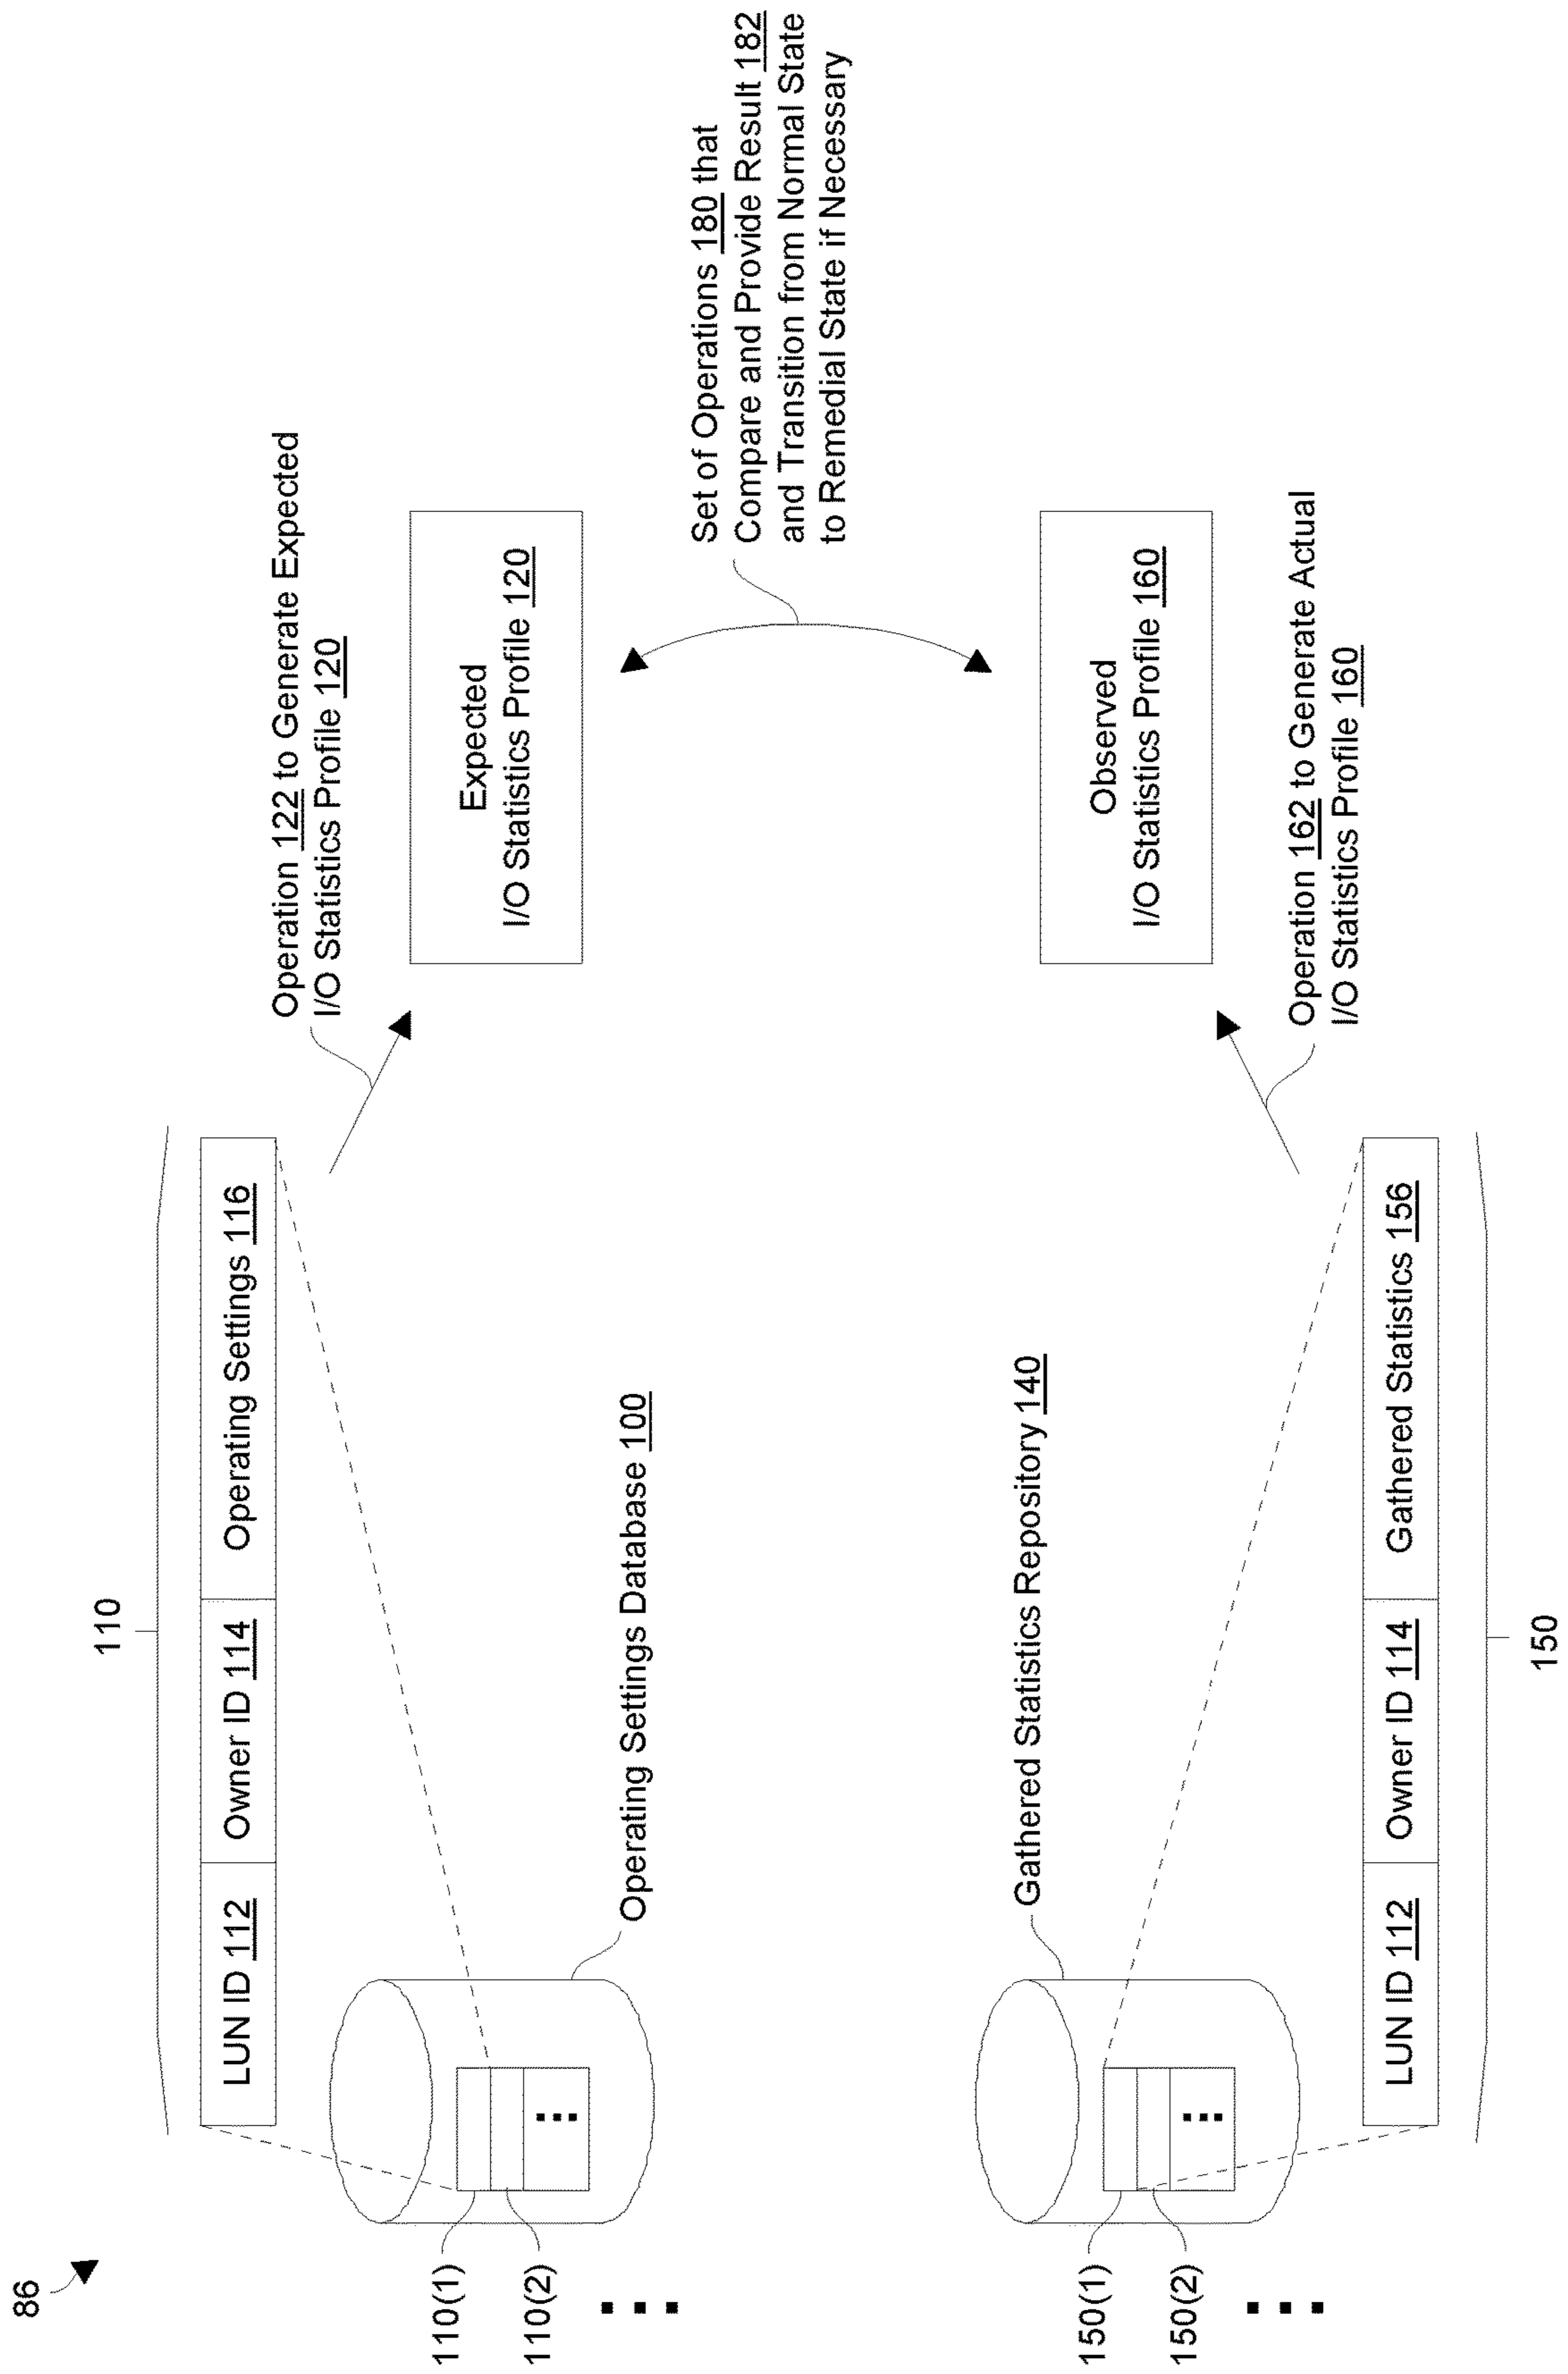 86
110
LUN ID 112
Owner ID 114
Operating Settings 116
Operation 122 to Generate Expected
I/O Statistics Profile 120
110(1)
110(2)
Operating Settings Database 100
Expected
I/O Statistics Profile 120
Set of Operations 180 that
Compare and Provide Result 182
and Transition from Normal State
to Remedial State if Necessary
150(1)
150(2)
Gathered Statistics Repository 140
Observed
I/O Statistics Profile 160
Operation 162 to Generate Actual
I/O Statistics Profile 160
LUN ID 112
Owner ID 114
Gathered Statistics 156
150